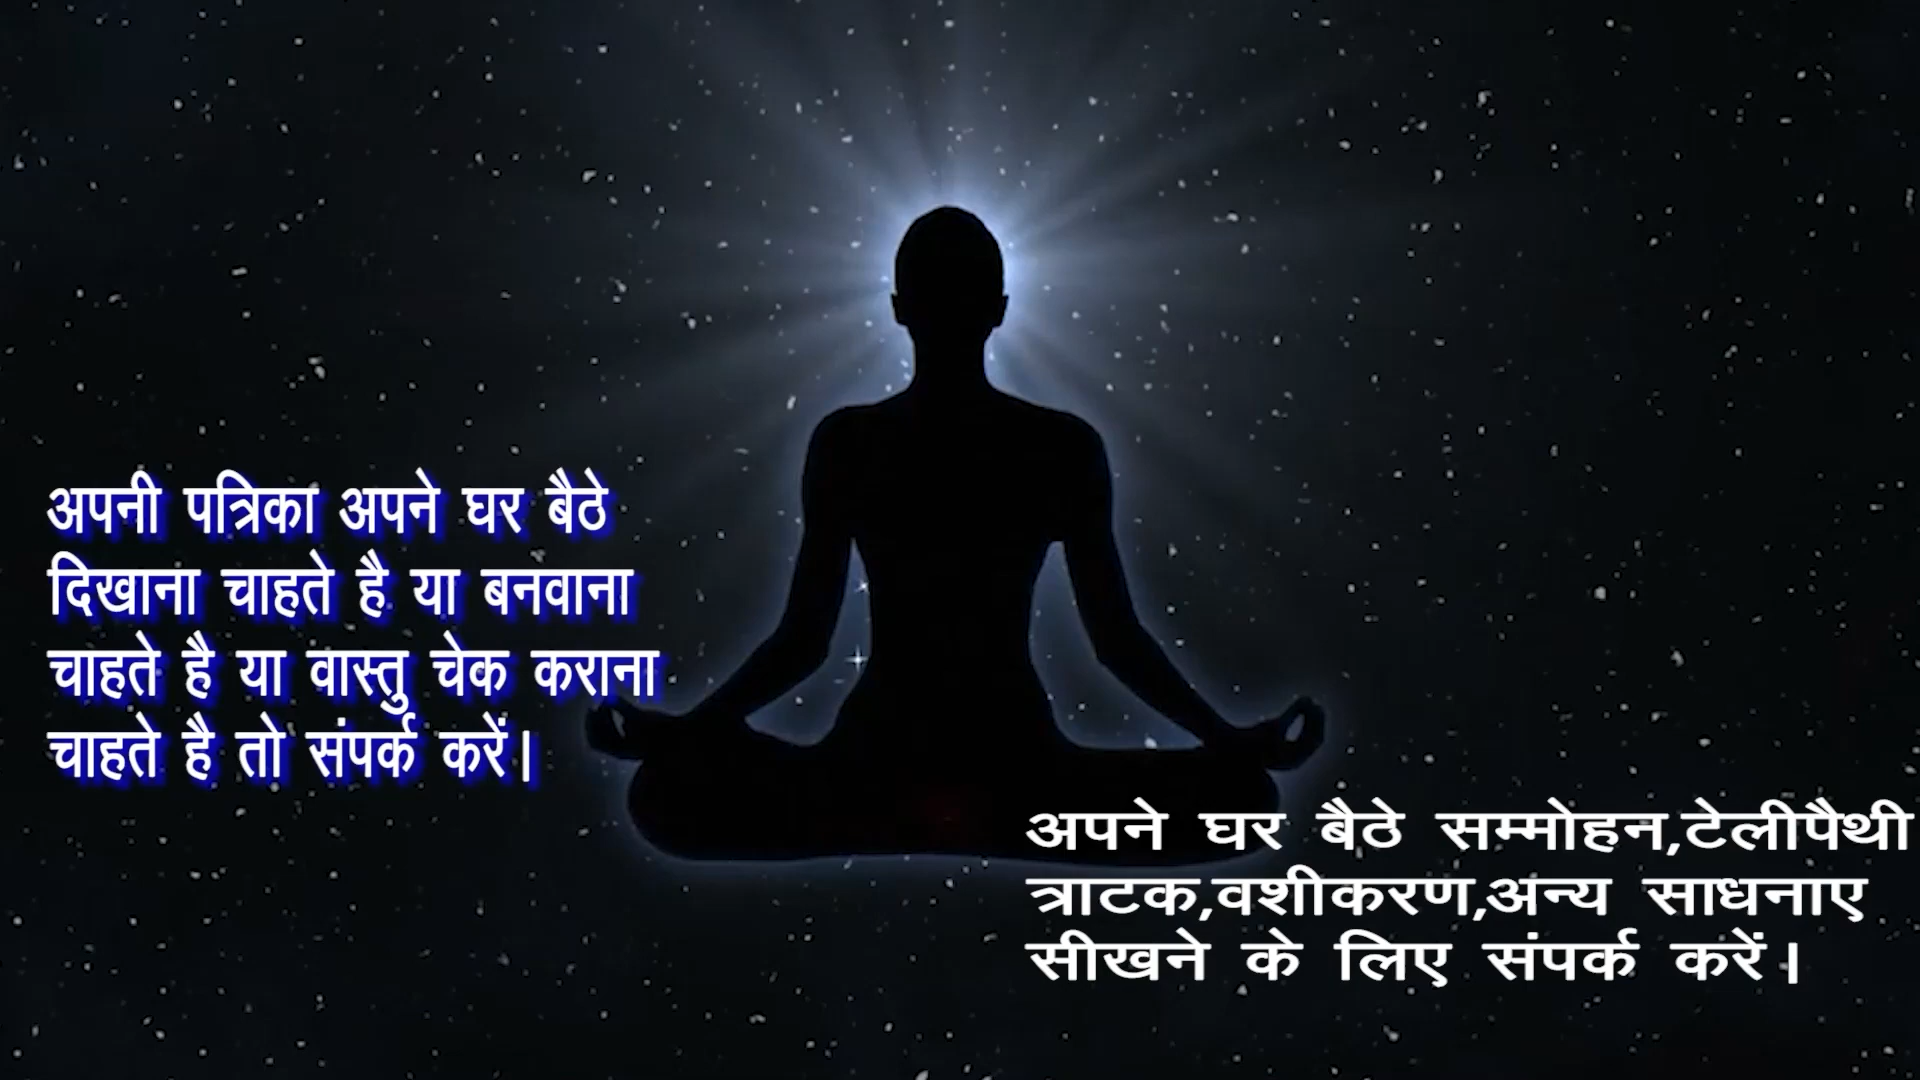 अपनी पत्रिका अपने घर बैठे
दिखाना चाहते है या बनवाना
चाहते है या वास्तु चेक कराना
चाहते है तो संपर्क करें।
अपने घर बैठे सम्मोहन,टेलीपैथी
त्राटक,वशीकरण,अन्य साधनाए
सीखने के लिए संपर्क करें।